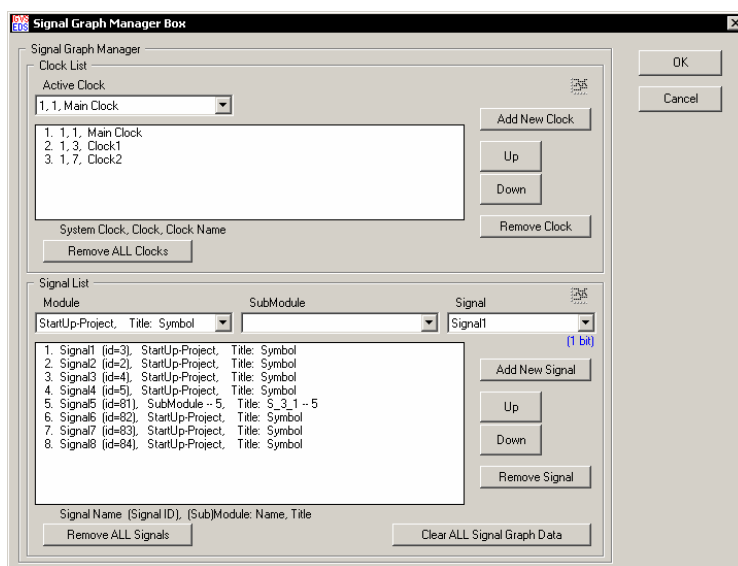 GVS
EDS
Signal Graph Manager Box
Signal Graph Manager
Clock List
Active Clock
1, 1, Main Clock
1. 1, 1, Main Clock
2. 1, 3, Clock1
3. 1, 7, Clock2
System Clock, Clock, Clock Name
Remove ALL Clocks
Add New Clock
Up
Down
Remove Clock
OK
Cancel
Signal List
Module
SubModule
Signal
StartUp-Project, Title: Symbol
Signal1
(1 bit)
1. Signal1 (id=3), StartUp-Project, Title: Symbol
2. Signal2 (id=2), StartUp-Project, Title: Symbol
3. Signal3 (id=4), StartUp-Project, Title: Symbol
4. Signal4 (id=5), StartUp-Project, Title: Symbol
5. Signal5 (id=81), SubModule -- 5, Title: S_3_1 -- 5
6. Signal6 (id=82), StartUp-Project, Title: Symbol
7. Signal7 (id=83), StartUp-Project, Title: Symbol
8. Signal8 (id=84), StartUp-Project, Title: Symbol
Add New Signal
Up
Down
Remove Signal
Signal Name (Signal ID), (Sub)Module: Name, Title
Remove ALL Signals
Clear ALL Signal Graph Data